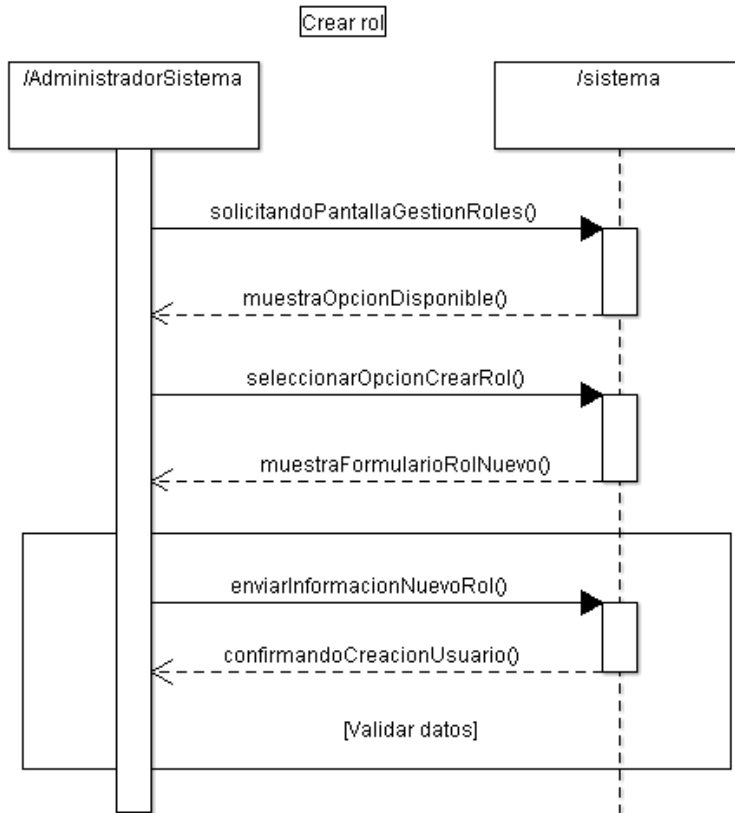 Crear rol
/AdministradorSistema
/sistema
solicitandoPantallaGestionRoles()
muestraOpcionDisponible()
seleccionarOpcionCrearRol()
muestraFormularioRolNuevo()
enviarInformacionNuevoRol()
confirmandoCreacionUsuario()
[Validar datos]